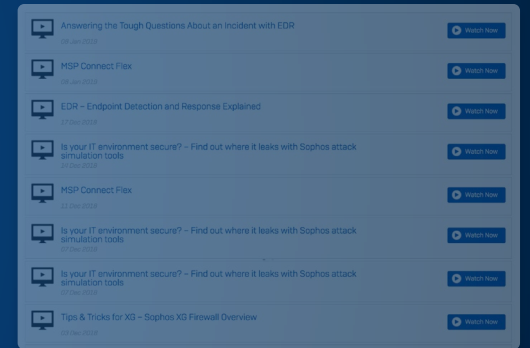 Answering the Tough Questions About an Incident with EDR
Watch Now
MSP Connect Flex
Watch Now
EDR – Endpoint Detection and Response Explained
Watch Now
Is your IT environment secure? – Find out where it leaks with Sophos attack
simulation tools
Watch Now
MSP Connect Flex
Watch Now
Is your IT environment secure? – Find out where it leaks with Sophos attack
simulation tools
Watch Now
Is your IT environment secure? – Find out where it leaks with Sophos attack
simulation tools
Watch Now
Tips & Tricks for XG – Sophos XG Firewall Overview
Watch Now